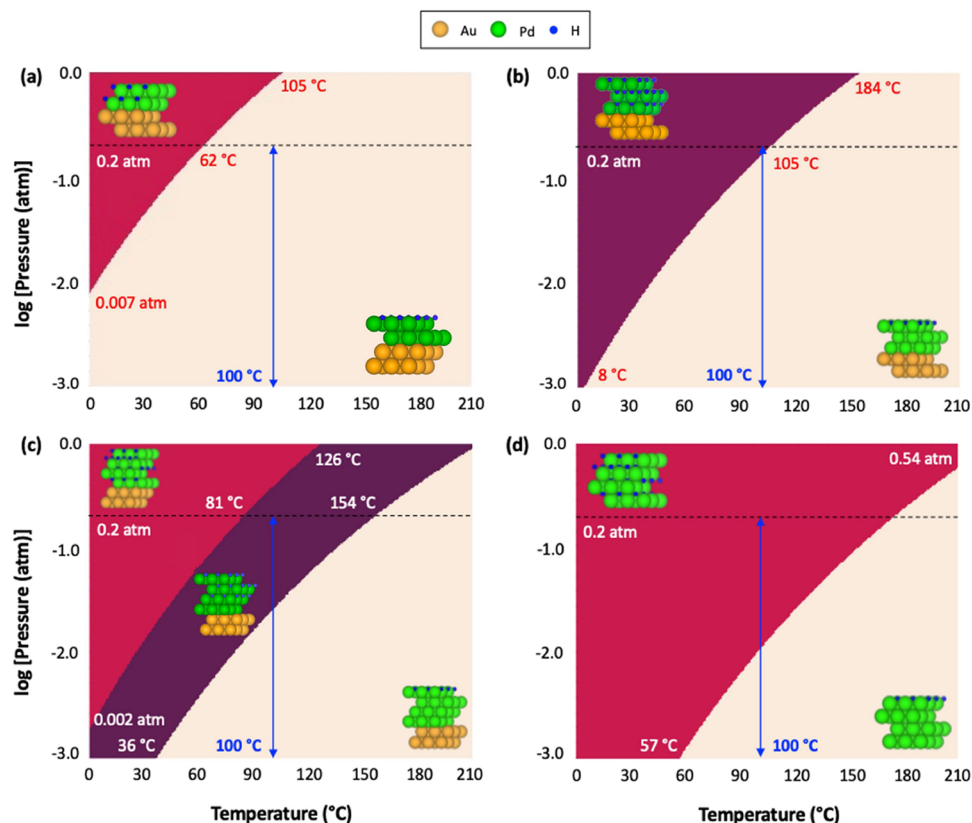 Au Pd H
(a)
0.0
105 °C
0.2 atm
62 °C
-1.0
-2.0
0.007 atm
100 °C
-3.0
0 30 60 90 120 150 180 210
log [Pressure (atm)]
(b)
0.0
184 °C
0.2 atm
105 °C
-1.0
-2.0
8 °C
100 °C
-3.0
0 30 60 90 120 150 180 210
(c)
0.0
126 °C
81 °C
154 °C
0.2 atm
-1.0
-2.0
0.002 atm
36 °C
100 °C
-3.0
0 30 60 90 120 150 180 210
log [Pressure (atm)]
Temperature (°C)
(d)
0.0
0.54 atm
0.2 atm
-1.0
-2.0
57 °C
100 °C
-3.0
0 30 60 90 120 150 180 210
Temperature (°C)